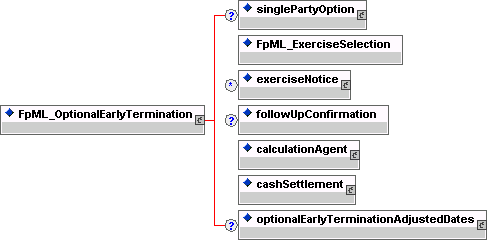 singlePartyOption
FpML_ExerciseSelection
exerciseNotice
FpML_OptionalEarlyTermination
followUpConfirmation
calculationAgent
cashSettlement
optionalEarlyTerminationAdjustedDates